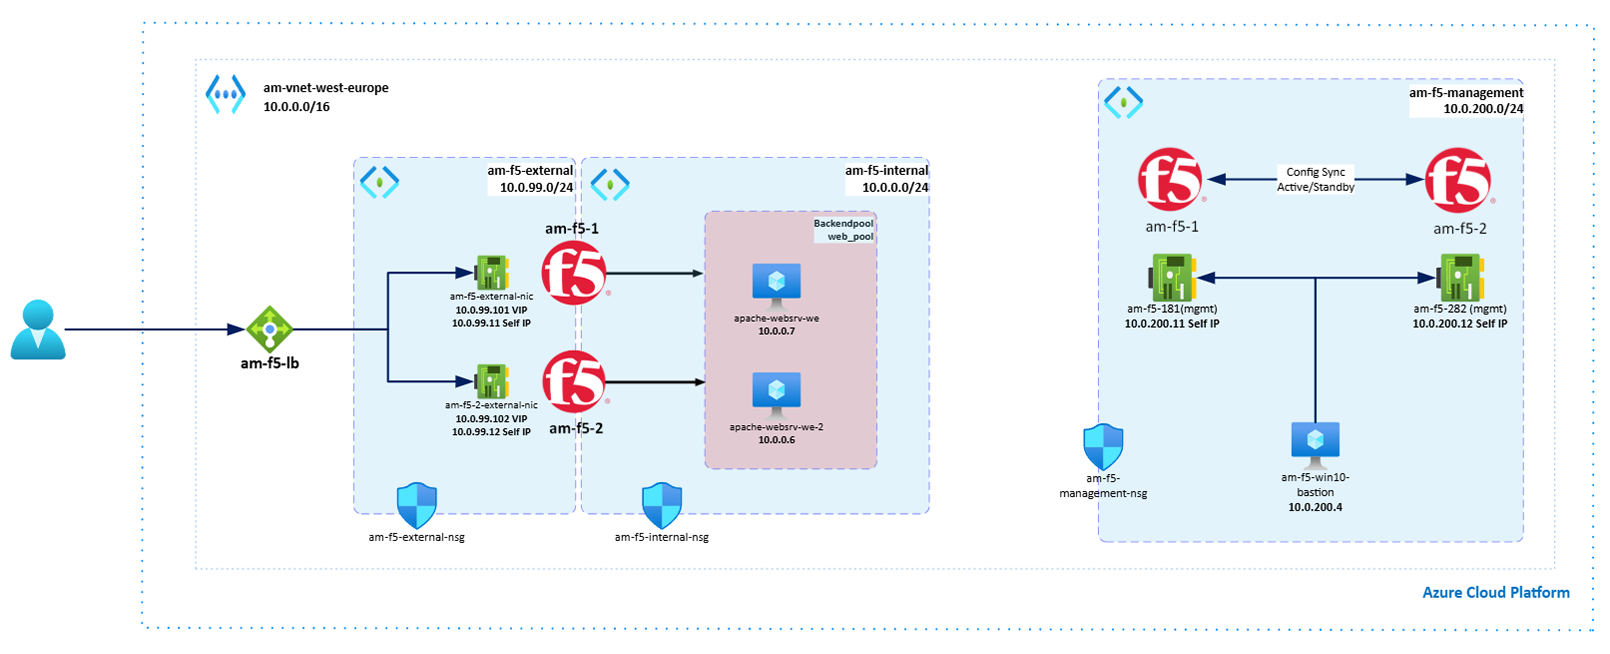 am-vnet-west-europe
10.0.0.0/16
am-f5-external
10.0.99.0/24
am-f5-internal
10.0.0.0/24
am-f5-management
10.0.200.0/24
am-f5-lb
am-f5-external-nic
10.0.99.101 VIP
10.0.99.11 Self IP
am-f5-2-external-nic
10.0.99.102 VIP
10.0.99.12 Self IP
am-f5-1
f5
f5
am-f5-2
Backendpool
web_pool
apache-websrv-we
10.0.0.7
apache-websrv-we-2
10.0.0.6
am-f5-external-nsg
am-f5-internal-nsg
f5
am-f5-1
Config Sync
Active/Standby
f5
am-f5-2
am-f5-181(mgmt)
10.0.200.11 Self IP
am-f5-282 (mgmt)
10.0.200.12 Self IP
am-f5-
management-nsg
am-f5-win10-
bastion
10.0.200.4
Azure Cloud Platform